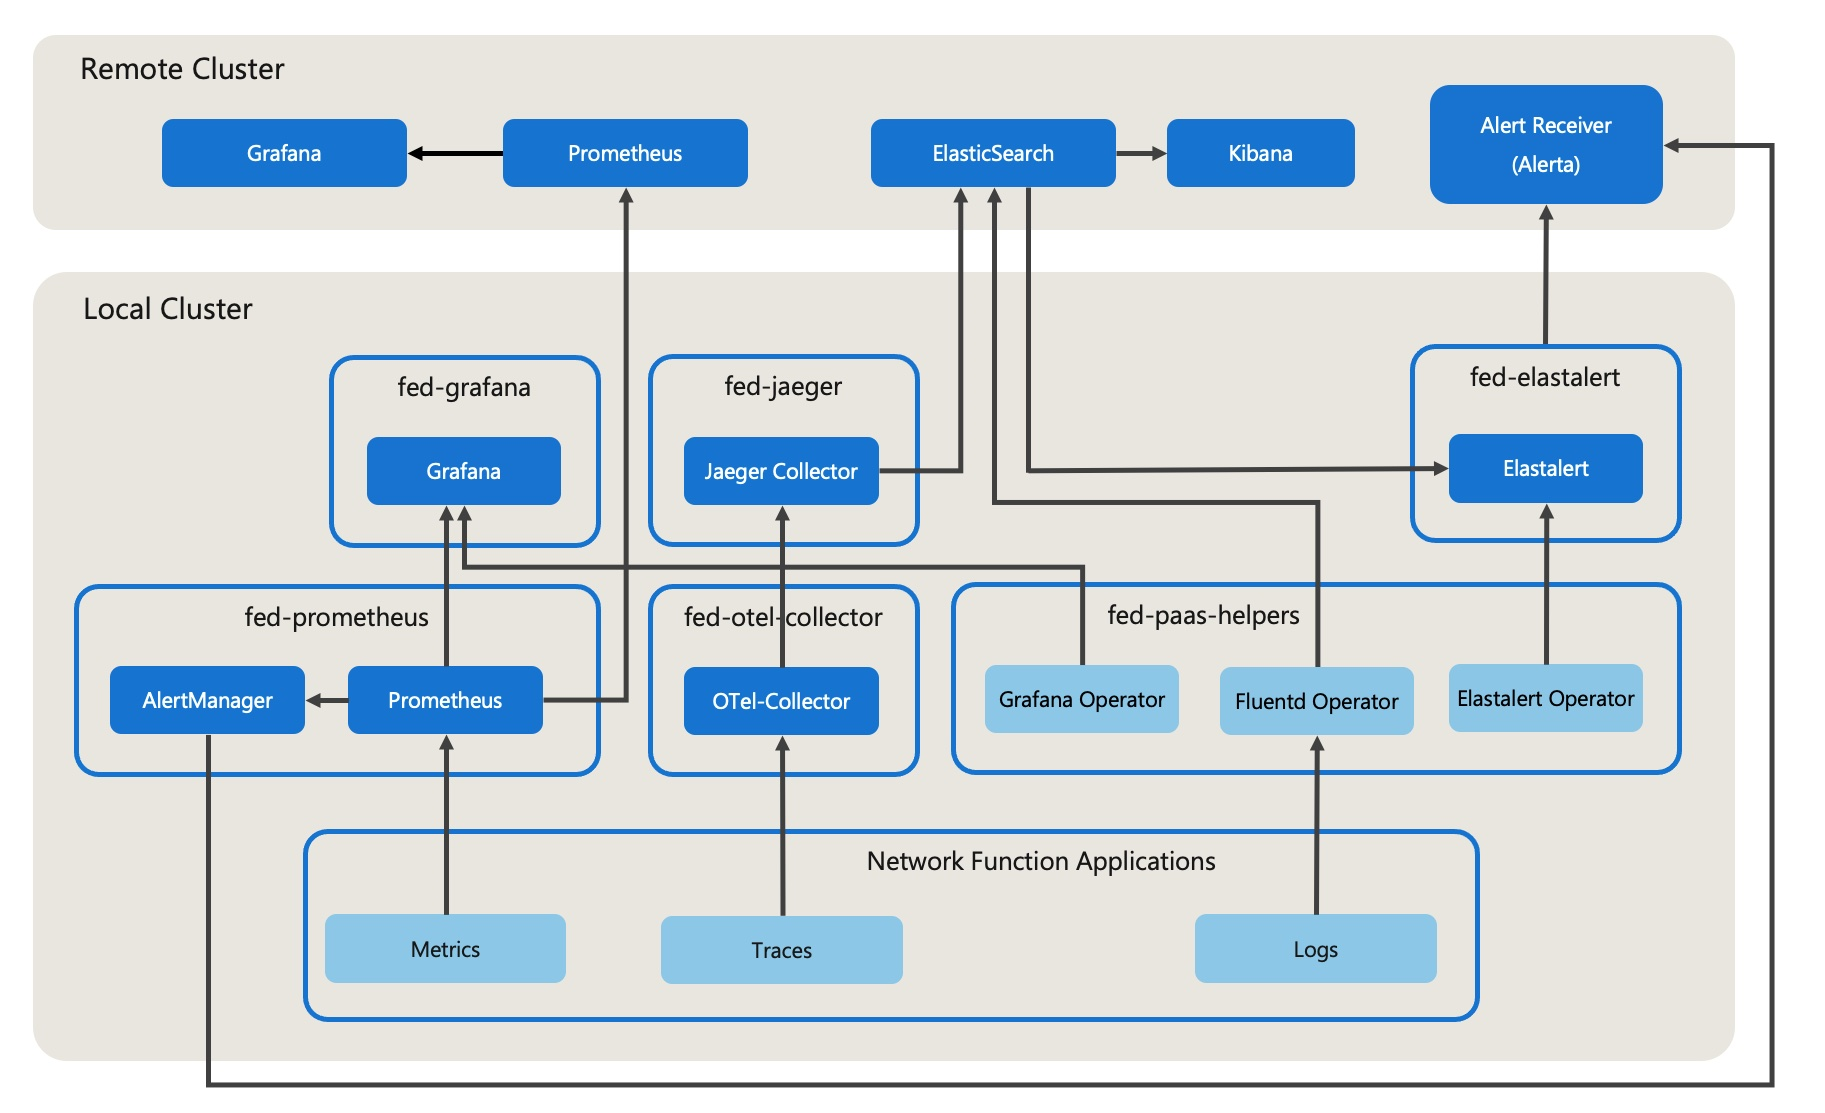 Remote Cluster
Grafana
Prometheus
ElasticSearch
Kibana
Alert Receiver
(Alerta)
Local Cluster
fed-grafana
Grafana
fed-jaeger
Jaeger Collector
fed-elastalert
Elastalert
fed-prometheus
AlertManager
Prometheus
fed-otel-collector
OTel-Collector
fed-paas-helpers
Grafana Operator
Fluentd Operator
Elastalert Operator
Network Function Applications
Metrics
Traces
Logs